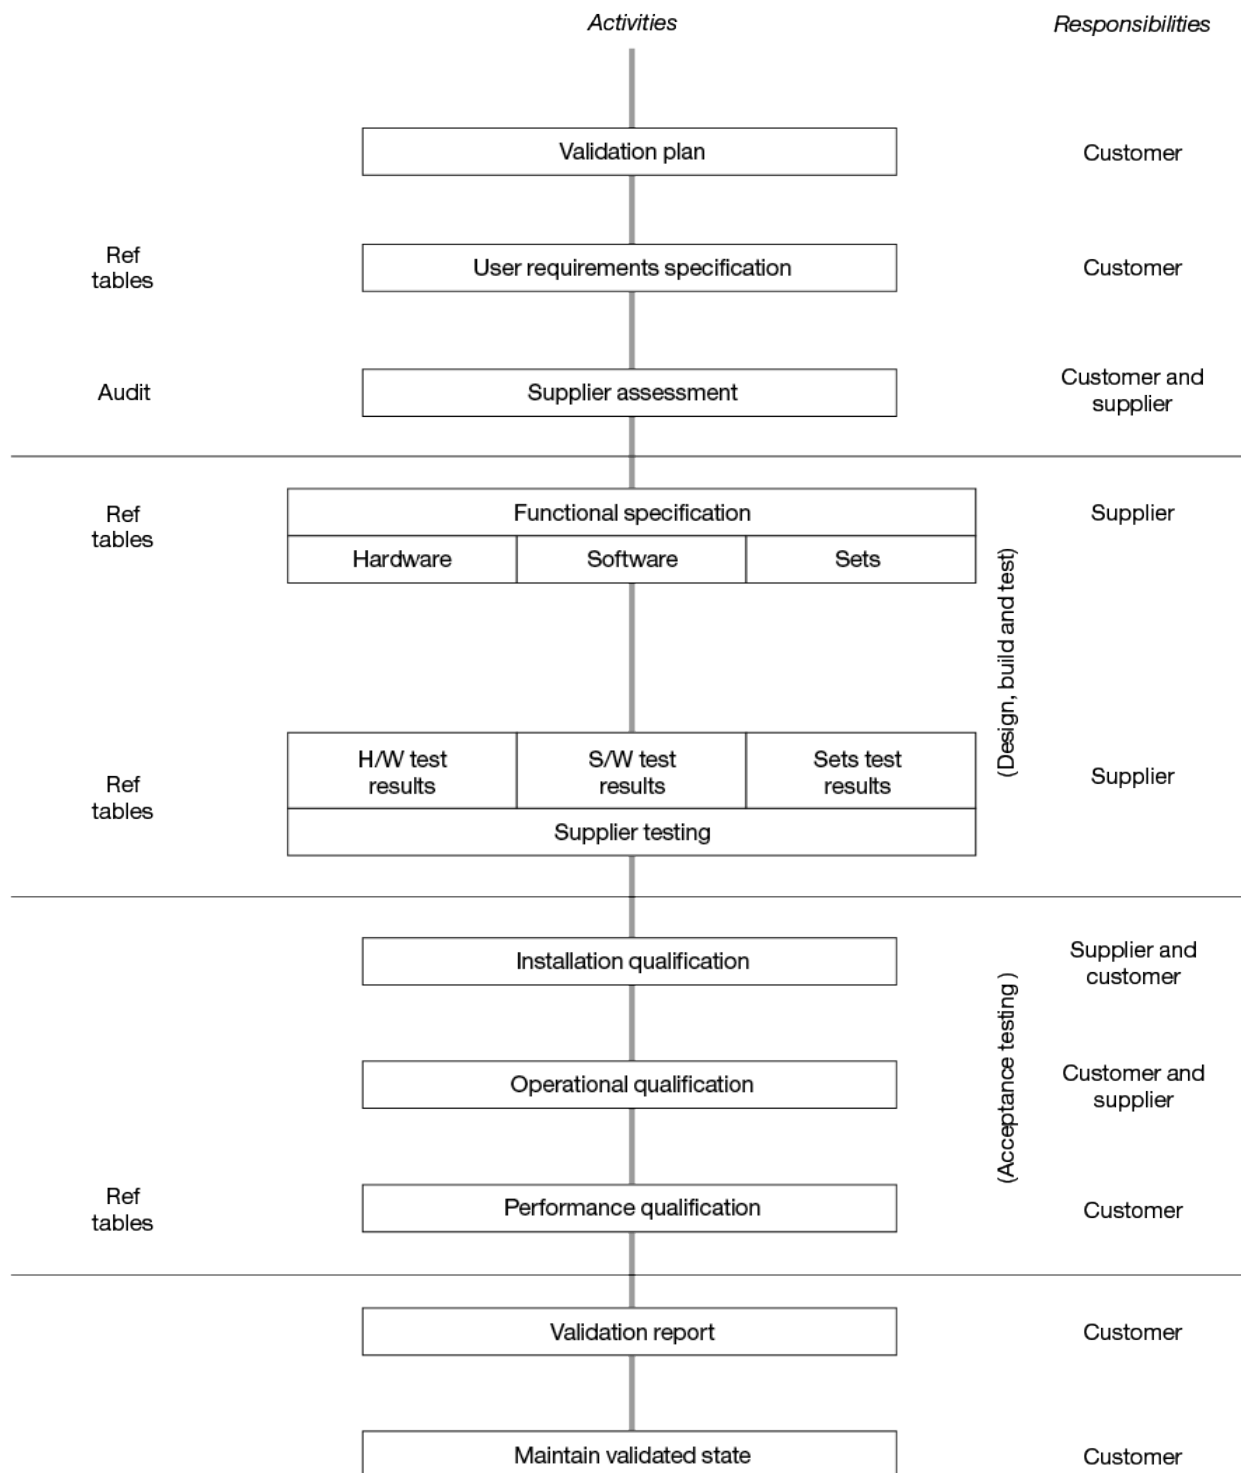 Activities
Responsibilities
Validation plan
Customer
Ref
tables
User requirements specification
Customer
Audit
Supplier assessment
Customer and
supplier
Ref
tables
Functional specification
Hardware
Software
Sets
Supplier
(Design, build and test)
Ref
tables
H/W test
results
S/W test
results
Sets test
results
Supplier testing
Supplier
Installation qualification
Supplier and
customer
(Acceptance testing )
Operational qualification
Customer and
supplier
Ref
tables
Performance qualification
Customer
Validation report
Customer
Maintain validated state
Customer